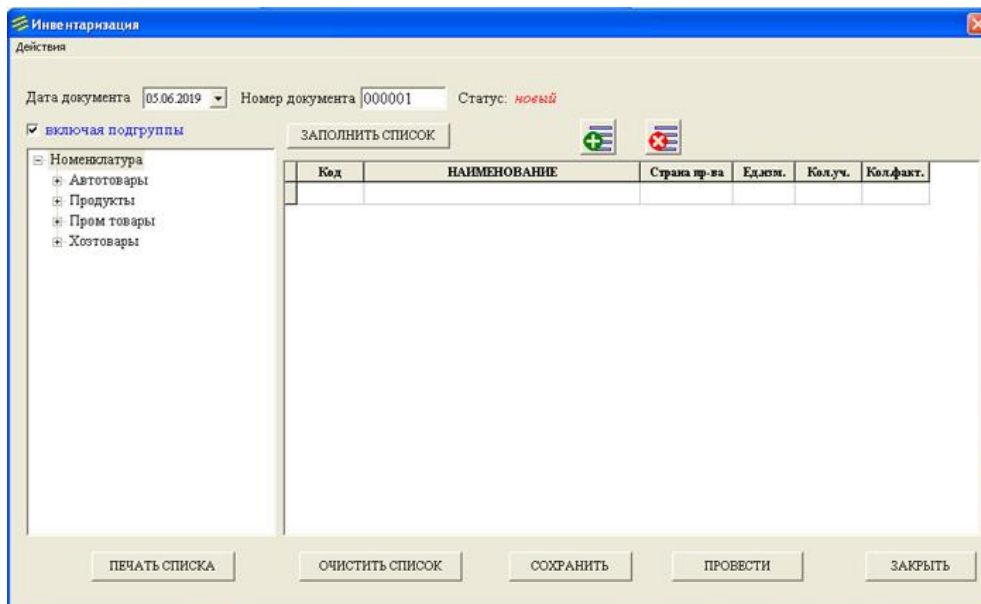 Инвентаризация
Действия
Дата документа 05.06.2019 Номер документа 000001 Статус: новый
включая подгруппы ЗАПОЛНИТЬ СПИСОК
Номенклатура
Автотовары
Продукты
Пром товары
Хозтовары
Код НАИМЕНОВАНИЕ Страна пр-ва Ед.изм. Кол.уч. Кол.факт.
ПЕЧАТЬ СПИСКА ОЧИСТИТЬ СПИСОК СОХРАНИТЬ ПРОВЕСТИ ЗАКРЫТЬ